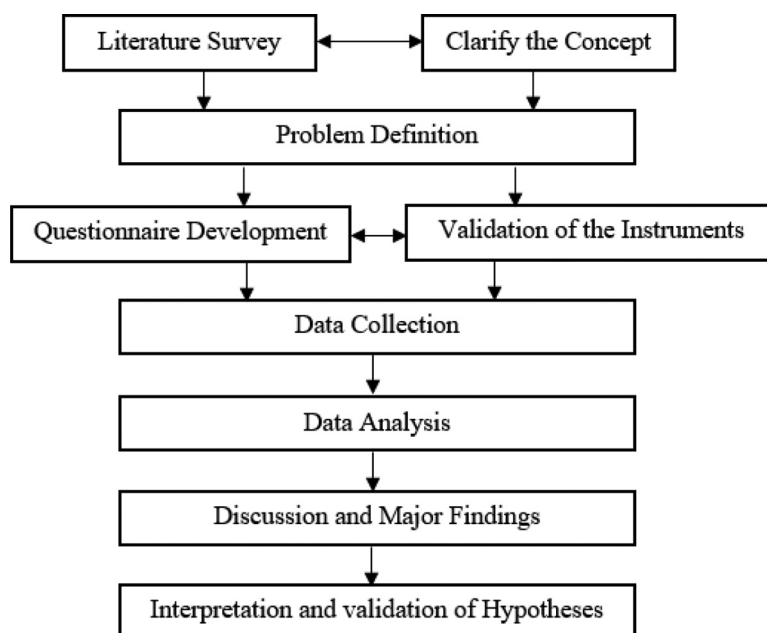 Literature Survey
Clarify the Concept
Problem Definition
Questionnaire Development
Validation of the Instruments
Data Collection
Data Analysis
Discussion and Major Findings
Interpretation and validation of Hypotheses